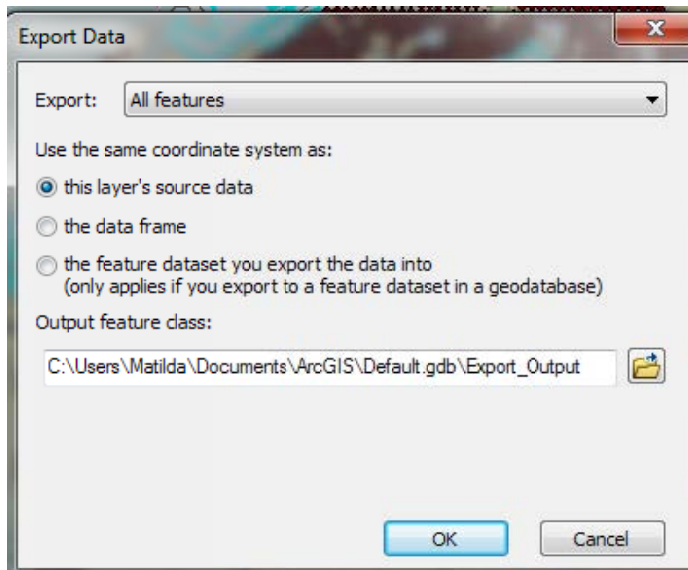 Export Data
Export: All features
Use the same coordinate system as:
this layer's source data
the data frame
the feature dataset you export the data into
(only applies if you export to a feature dataset in a geodatabase)
Output feature class:
C:\Users\Matilda\Documents\ArcGIS\Default.gdb\Export_Output
OK Cancel